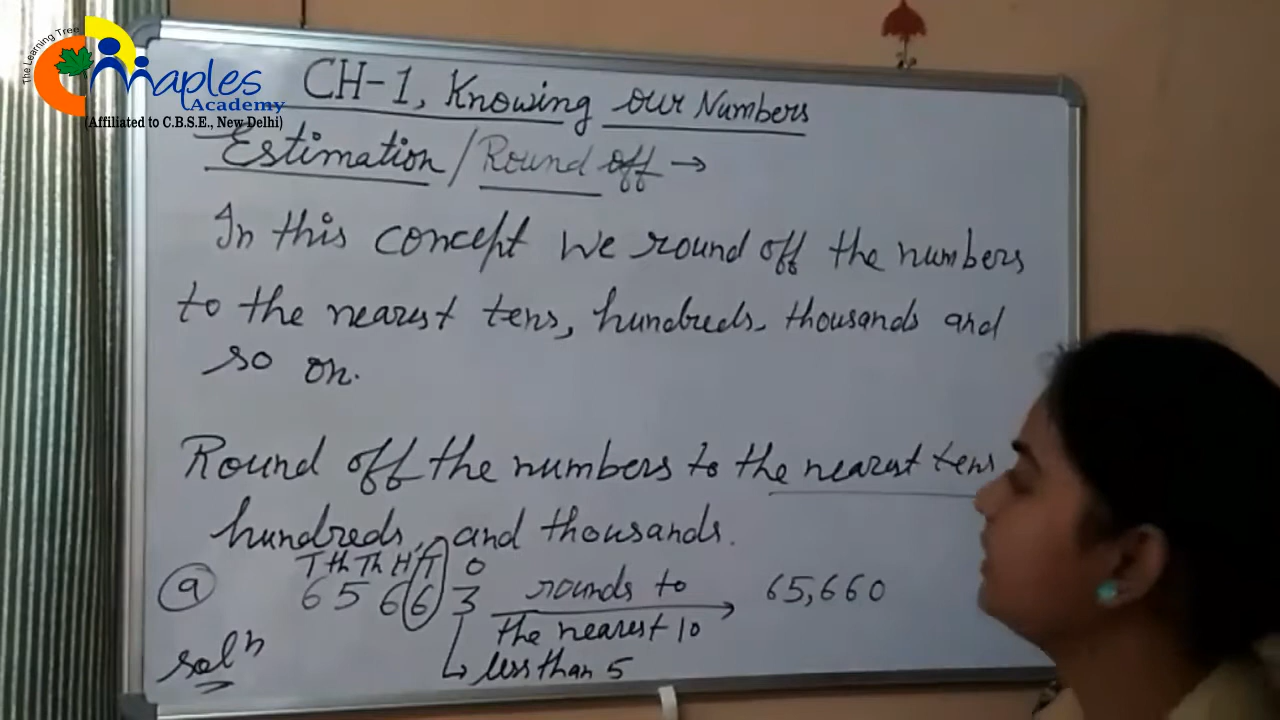 The Learning Tree
Maples
Academy
(Affiliated to C.B.S.E., New Delhi)
CH-1, Knowing our Numbers
Estimation / Round off →
In this concept we round off the numbers
to the nearest tens, hundreds, thousands and
so on.
Round off the numbers to the nearest tens
hundreds, and thousands.
T Th Th H T O
(a) 6 5 6 6 3 rounds to → 65,660
the nearest 10
Solⁿ ↳ less than 5